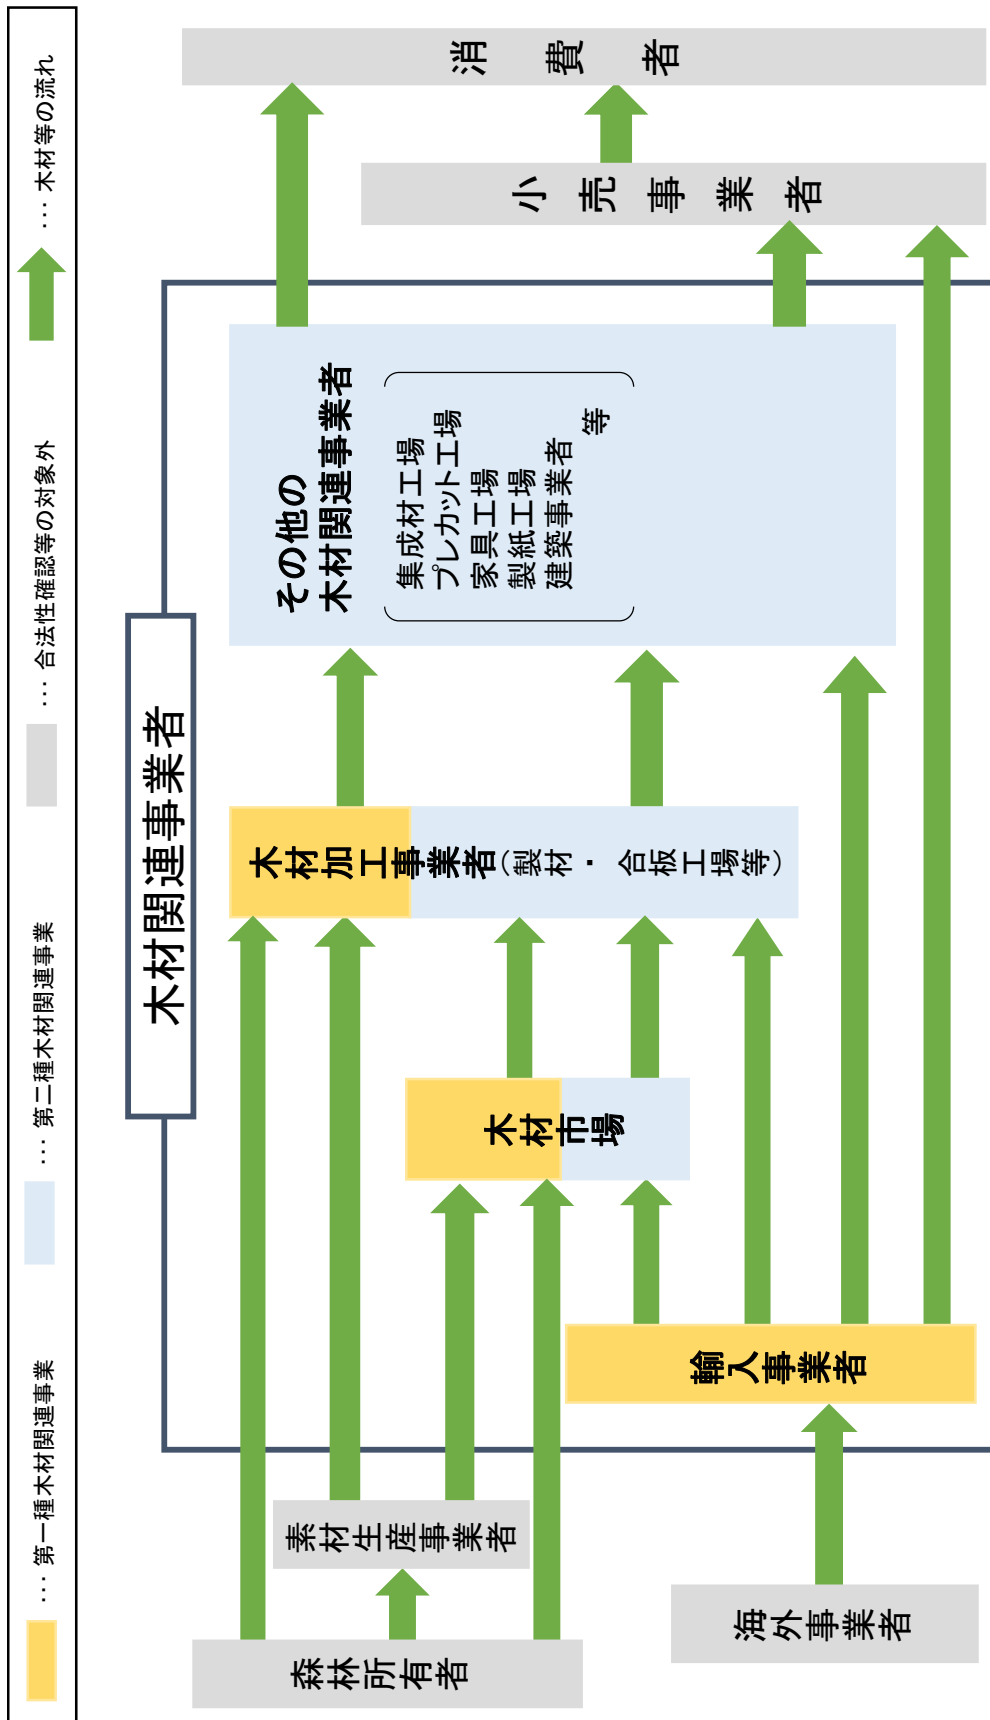 … 第一種木材関連事業
… 第二種木材関連事業
… 合法性確認等の対象外
… 木材等の流れ
木材関連事業者
森林所有者
素材生産事業者
海外事業者
輸入事業者
木材市場
木材加工事業者(製材・合板工場等)
その他の
木材関連事業者
集成材工場
プレカット工場
家具工場
製紙工場
建築事業者
等
小売事業者
消費者